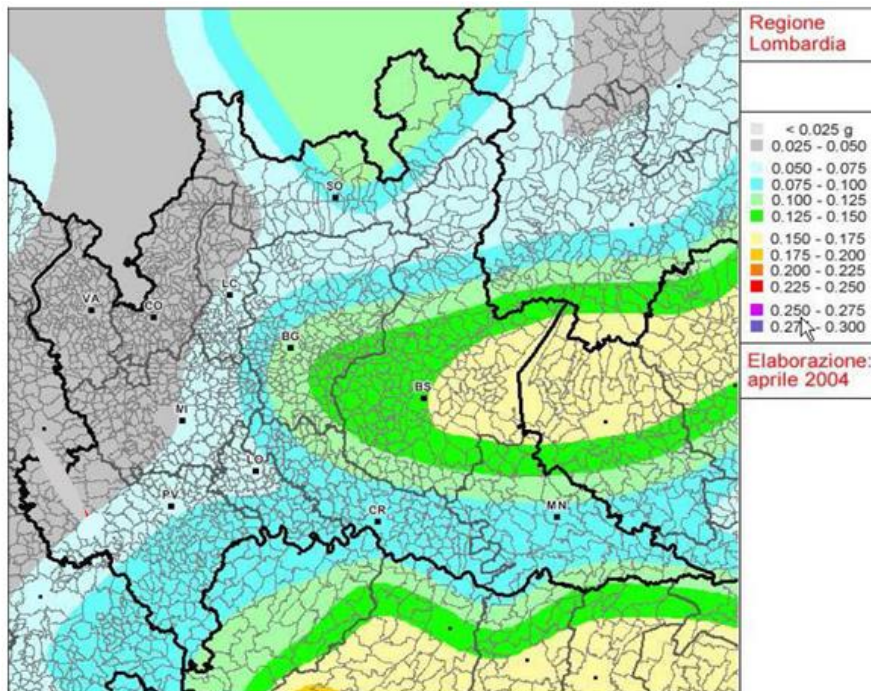 Regione
Lombardia
< 0.025 g
0.025 - 0.050
0.050 - 0.075
0.075 - 0.100
0.100 - 0.125
0.125 - 0.150
0.150 - 0.175
0.175 - 0.200
0.200 - 0.225
0.225 - 0.250
0.250 - 0.275
- 0.300
Elaborazione:
aprile 2004
SO
LC
VA
CO
BG
BS
MI
LO
PV
CR
MN